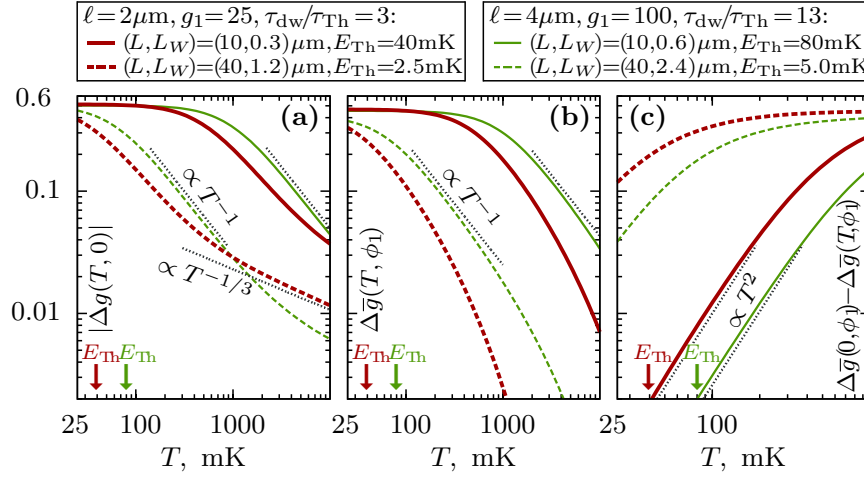 ℓ=2μm, g₁=25, τ_dw/τ_Th=3:
(L,L_W)=(10,0.3)μm,E_Th=40mK
(L,L_W)=(40,1.2)μm,E_Th=2.5mK
ℓ=4μm, g₁=100, τ_dw/τ_Th=13:
(L,L_W)=(10,0.6)μm,E_Th=80mK
(L,L_W)=(40,2.4)μm,E_Th=5.0mK
0.6
0.1
0.01
(a)
∝ T⁻¹
∝ T⁻¹/³
|Δg(T, 0)|
E_Th
E_Th
25
100
1000
T, mK
(b)
∝ T⁻¹
Δg̅(T, ϕ₁)
E_Th
E_Th
25
100
1000
T, mK
(c)
∝ T²
Δg̅(0,ϕ₁)−Δg̅(T,ϕ₁)
E_Th
E_Th
25
100
T, mK